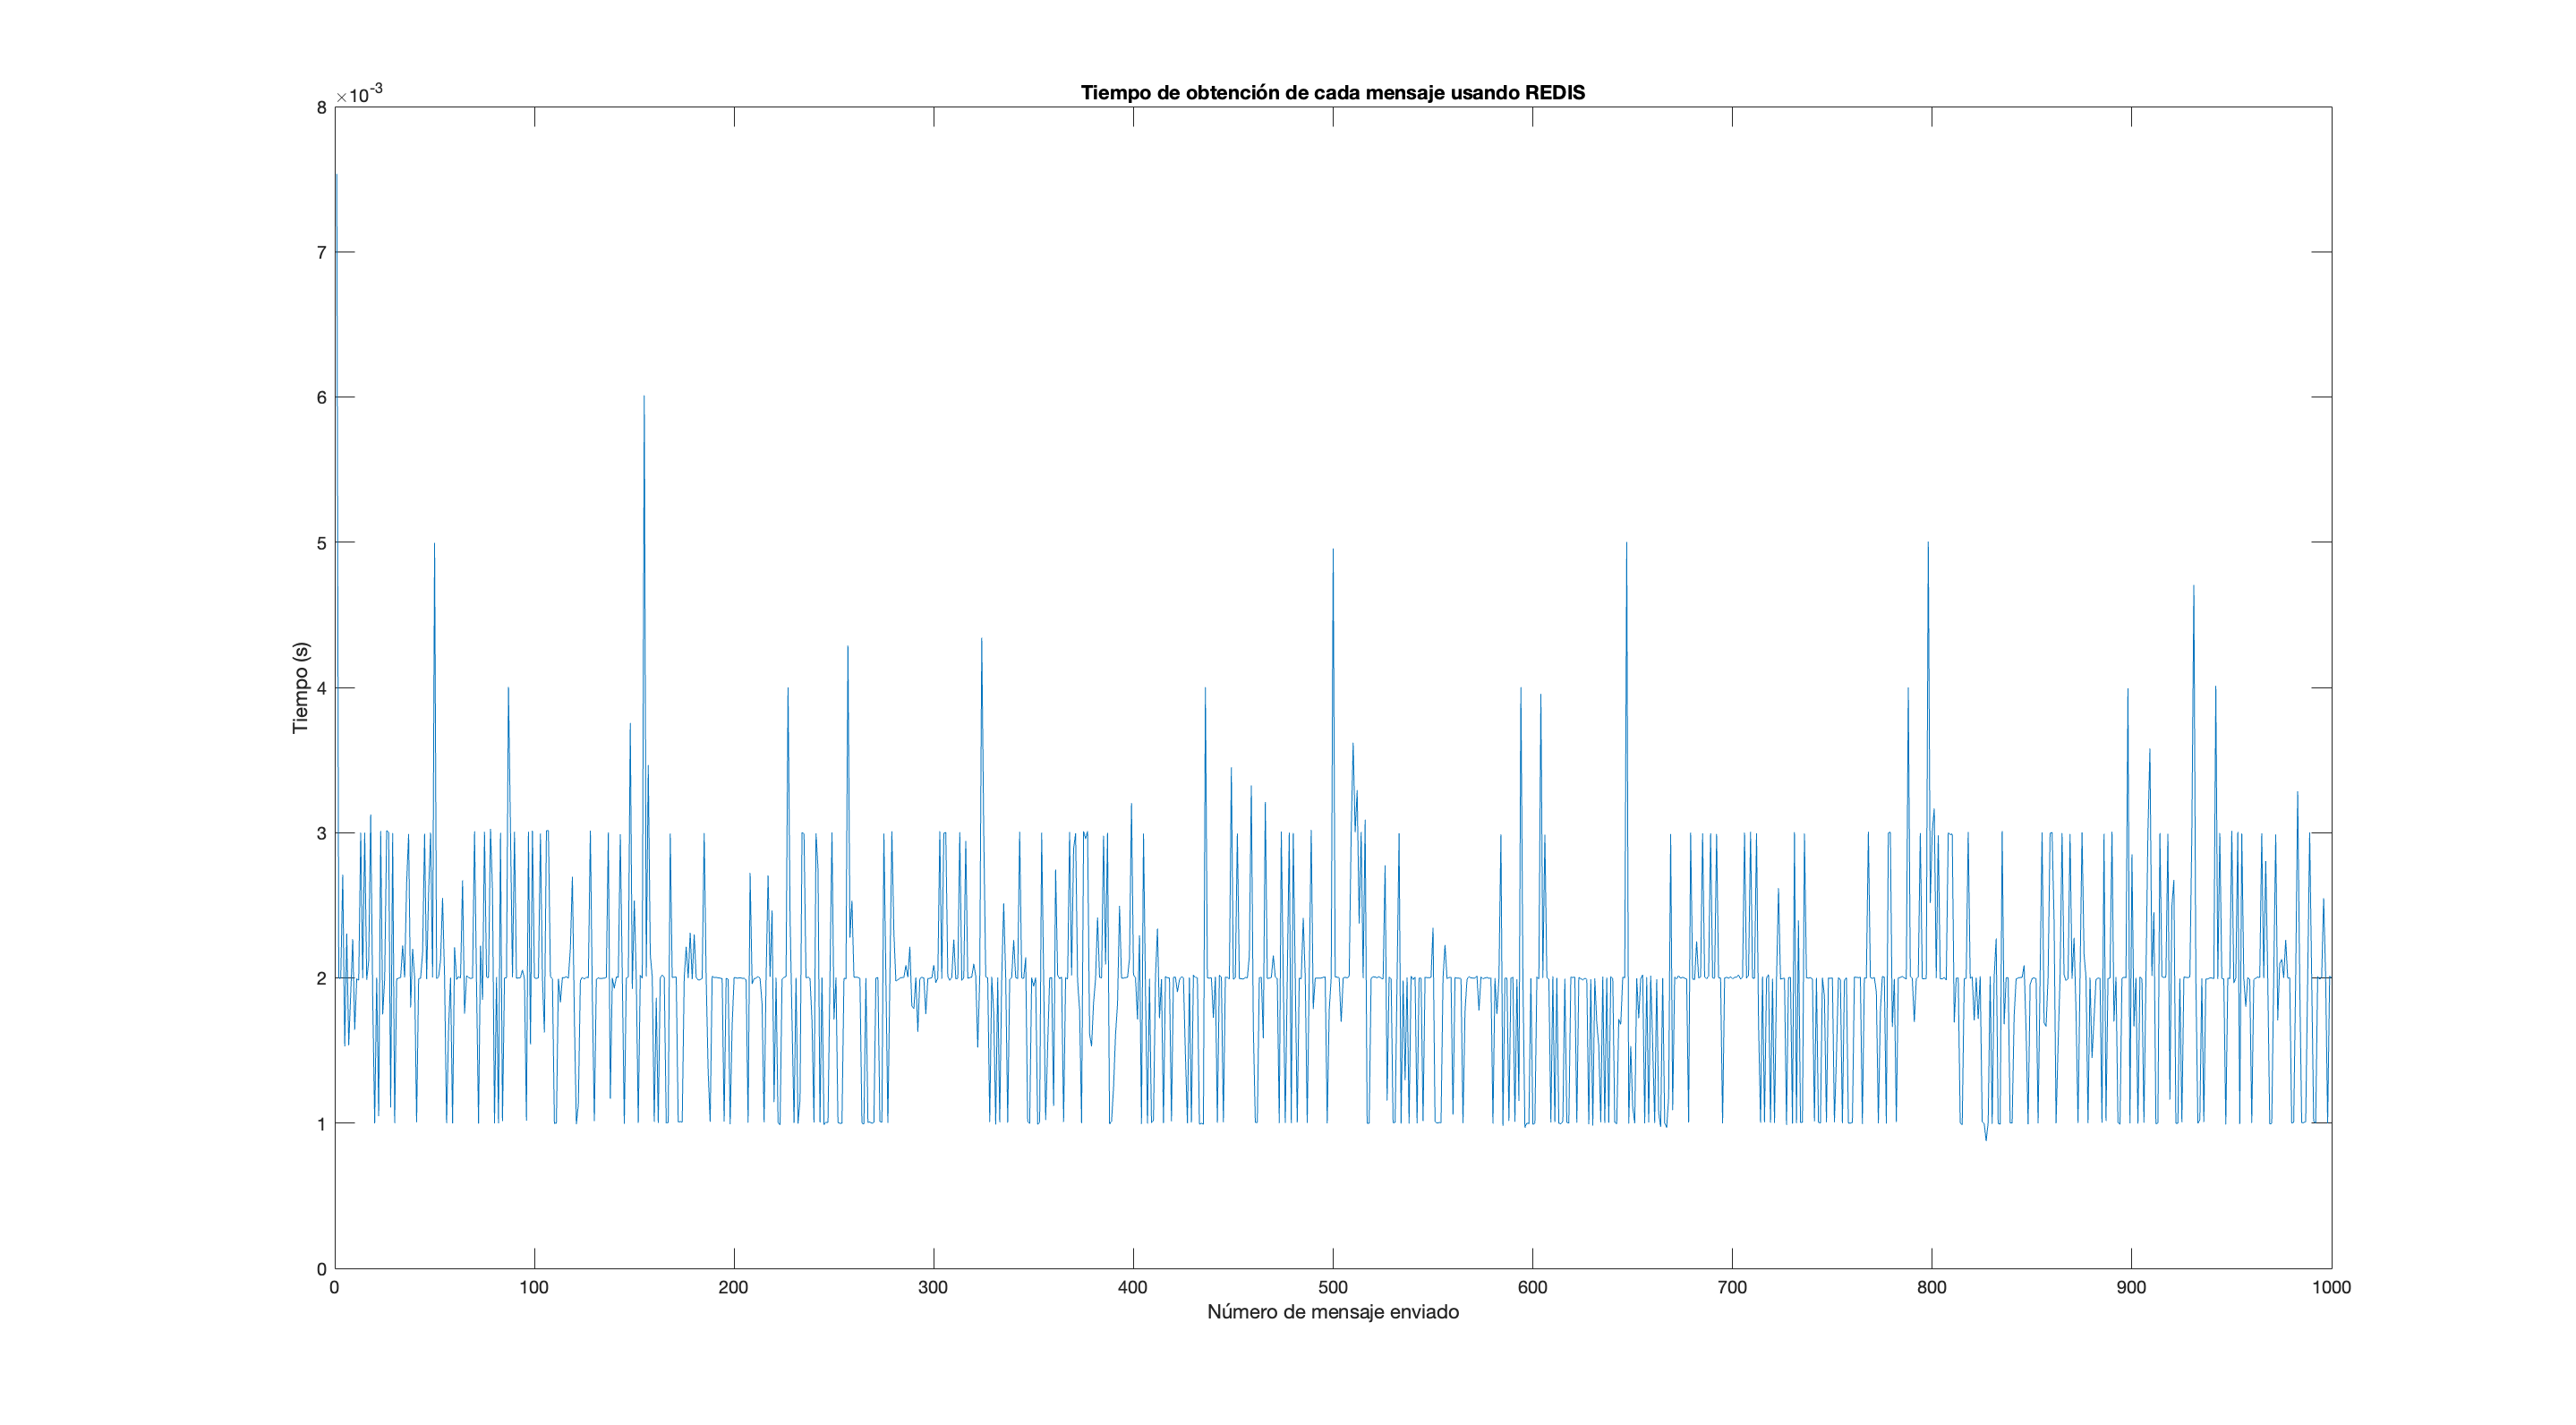 Tiempo de obtención de cada mensaje usando REDIS
×10-3
8
7
6
5
4
3
2
1
0
Tiempo (s)
0 100 200 300 400 500 600 700 800 900 1000
Número de mensaje enviado